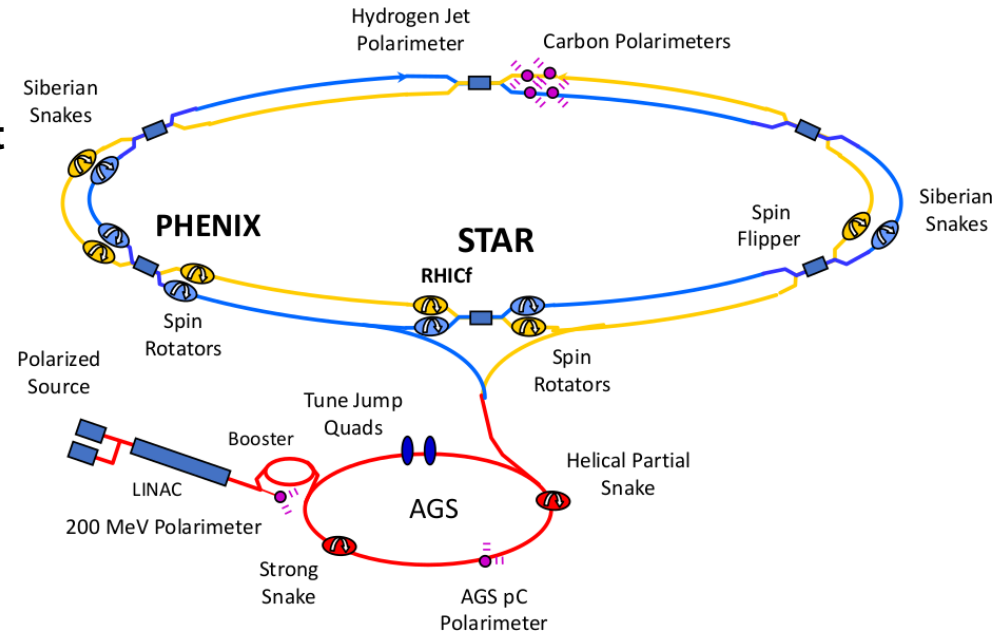 Hydrogen Jet
Polarimeter
Carbon Polarimeters
Siberian
Snakes
PHENIX
STAR
RHICf
Spin
Flipper
Siberian
Snakes
Spin
Rotators
Spin
Rotators
Polarized
Source
Tune Jump
Quads
Booster
LINAC
200 MeV Polarimeter
AGS
Helical Partial
Snake
Strong
Snake
AGS pC
Polarimeter